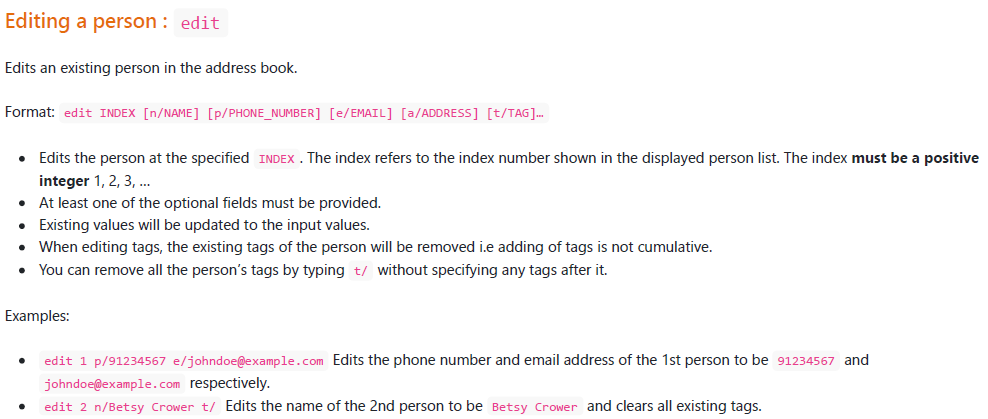 Editing a person : edit
Edits an existing person in the address book.
Format: edit INDEX [n/NAME] [p/PHONE_NUMBER] [e/EMAIL] [a/ADDRESS] [t/TAG]…
• Edits the person at the specified INDEX . The index refers to the index number shown in the displayed person list. The index must be a positive
integer 1, 2, 3, …
• At least one of the optional fields must be provided.
• Existing values will be updated to the input values.
• When editing tags, the existing tags of the person will be removed i.e adding of tags is not cumulative.
• You can remove all the person’s tags by typing t/ without specifying any tags after it.
Examples:
• edit 1 p/91234567 e/johndoe@example.com Edits the phone number and email address of the 1st person to be 91234567 and
johndoe@example.com respectively.
• edit 2 n/Betsy Crower t/ Edits the name of the 2nd person to be Betsy Crower and clears all existing tags.